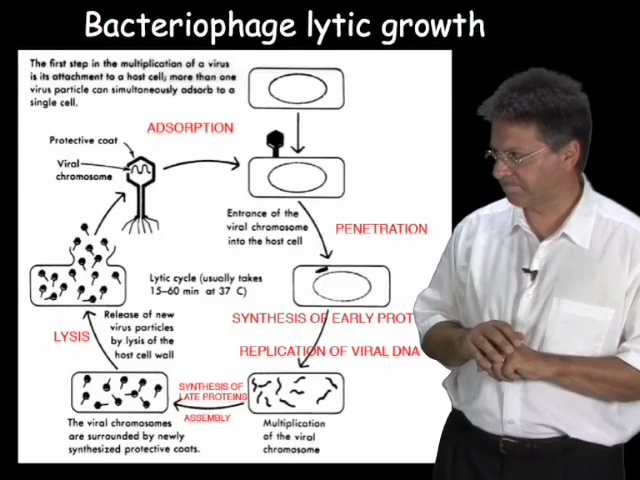 Bacteriophage lytic growth
The first step in the multiplication of a virus
is its attachment to a host cell; more than one
virus particle can simultaneously adsorb to a
single cell.
ADSORPTION
Protective coat
Viral
chromosome
Entrance of the
viral chromosome
into the host cell
PENETRATION
Lytic cycle (usually takes
15–60 min at 37 C)
SYNTHESIS OF EARLY PROT
Release of new
virus particles
by lysis of the
host cell wall
LYSIS
REPLICATION OF VIRAL DNA
SYNTHESIS OF
LATE PROTEINS
ASSEMBLY
The viral chromosomes
are surrounded by newly
synthesized protective coats.
Multiplication
of the viral
chromosome